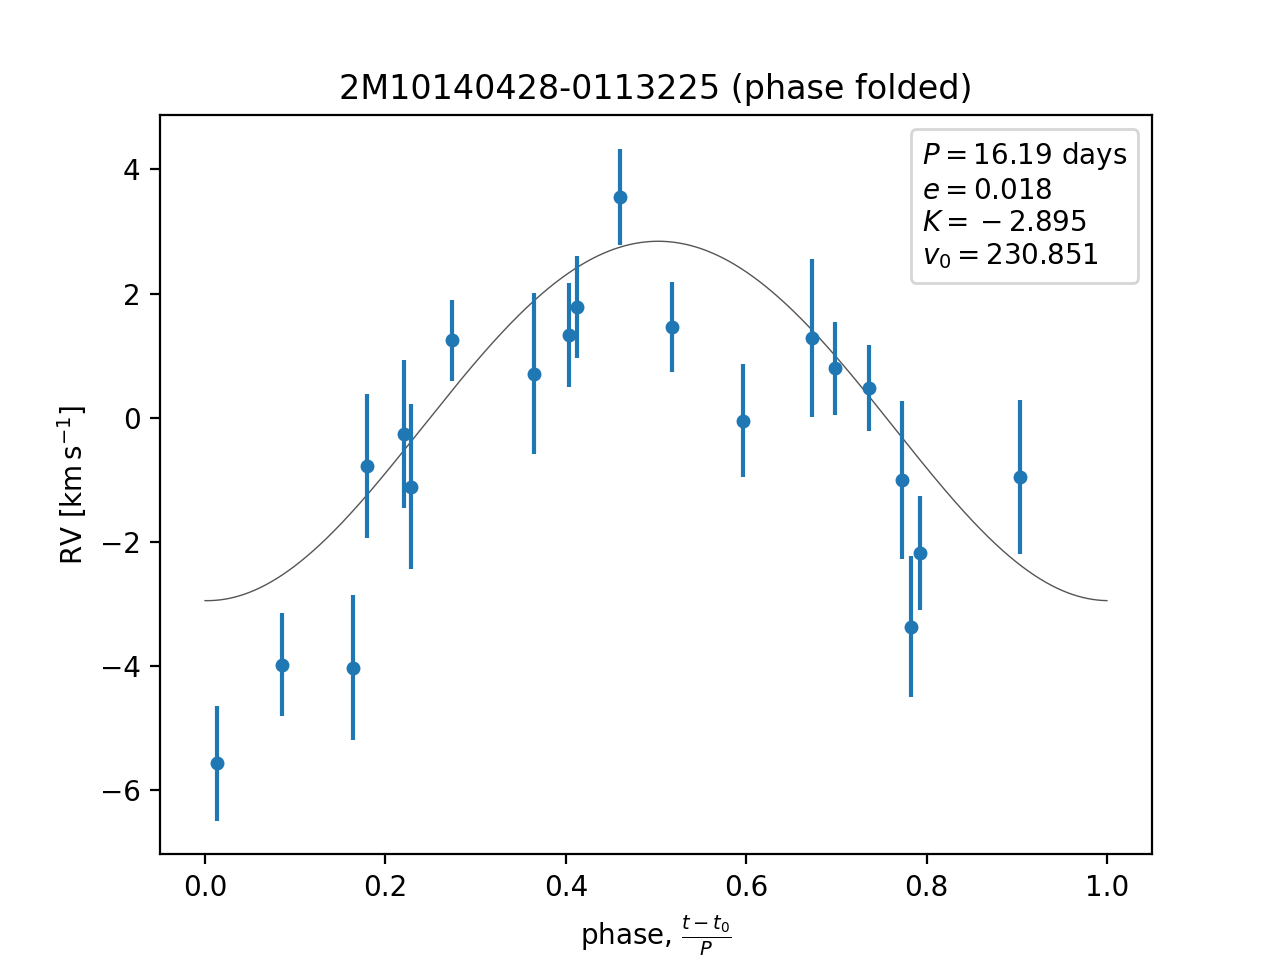 2M10140428-0113225 (phase folded)
P = 16.19 days
e = 0.018
K = −2.895
v₀ = 230.851
RV [km s⁻¹]
4
2
0
−2
−4
−6
0.0 0.2 0.4 0.6 0.8 1.0
phase, (t − t₀)/P